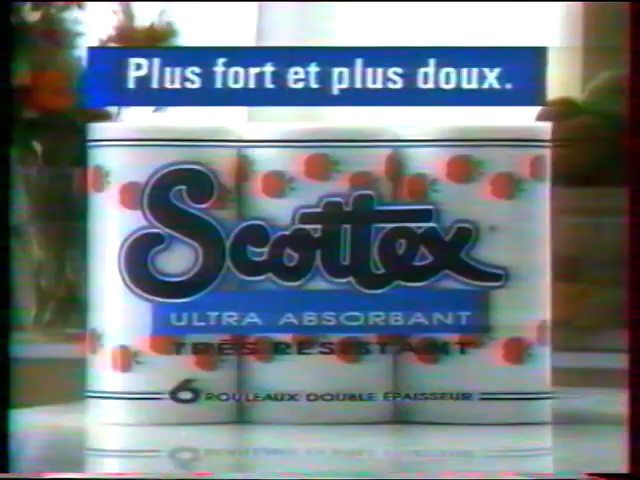 Plus fort et plus doux.
Scottex
ULTRA ABSORBANT
TRÈS RÉSISTANT
6 ROULEAUX DOUBLE ÉPAISSEUR